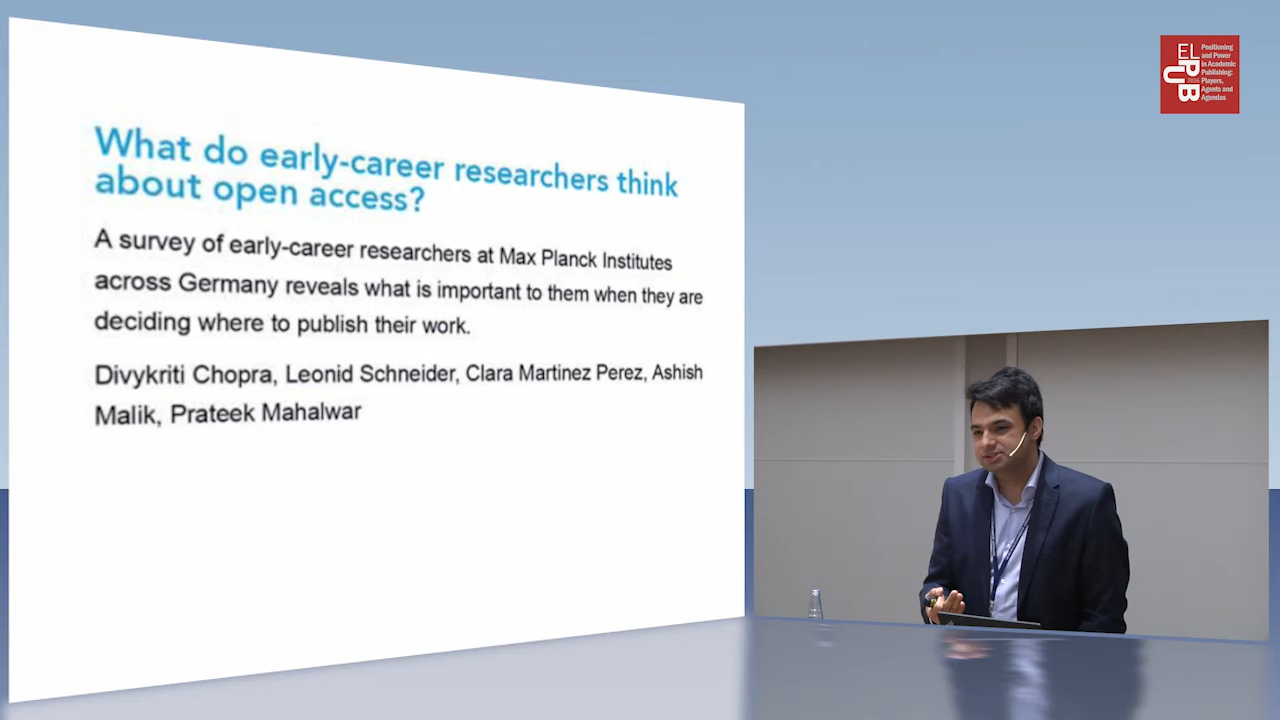 What do early-career researchers think
about open access?
A survey of early-career researchers at Max Planck Institutes
across Germany reveals what is important to them when they are
deciding where to publish their work.
Divykriti Chopra, Leonid Schneider, Clara Martinez Perez, Ashish
Malik, Prateek Mahalwar
ELPUB
2016
Positioning
and Power
in Academic
Publishing:
Players,
Agents and
Agendas